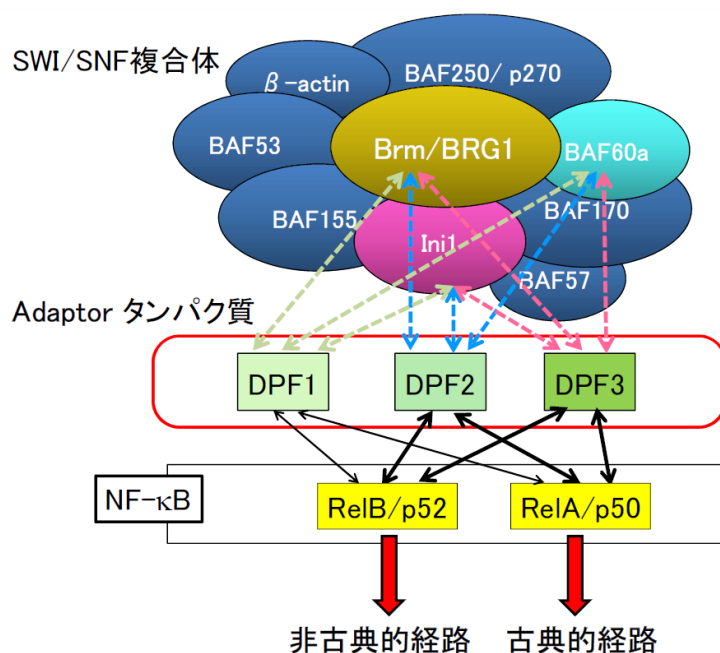 SWI/SNF複合体
BAF250/ p270
β-actin
BAF53
Brm/BRG1
BAF60a
BAF155
BAF170
Ini1
BAF57
Adaptor タンパク質
DPF1
DPF2
DPF3
NF-κB
RelB/p52
RelA/p50
非古典的経路
古典的経路